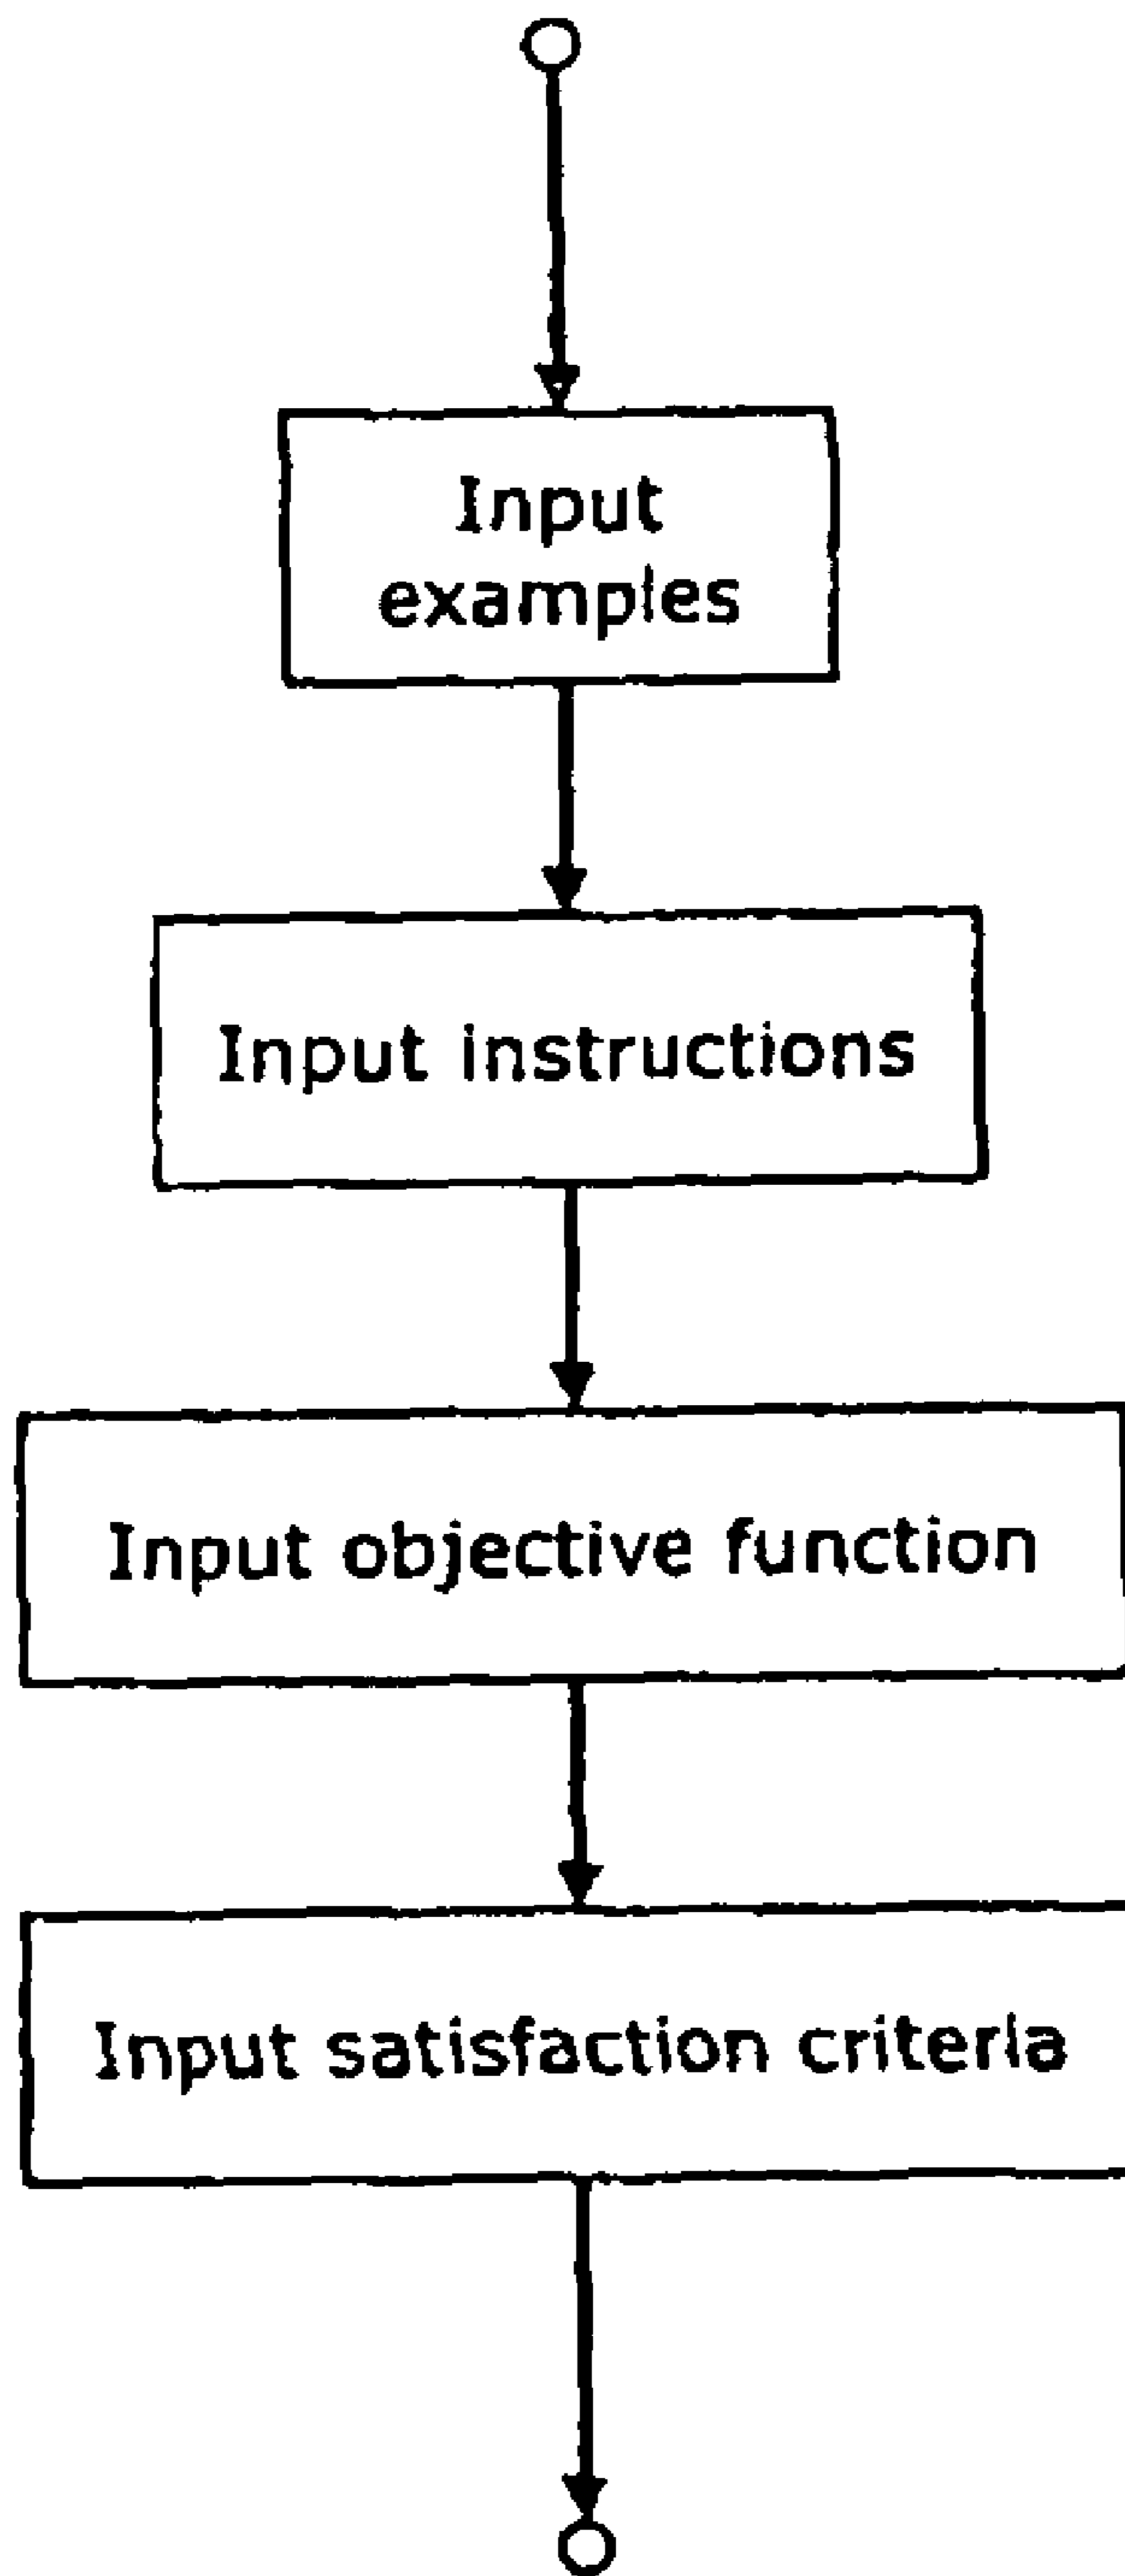 Input
examples
Input instructions
Input objective function
Input satisfaction criteria